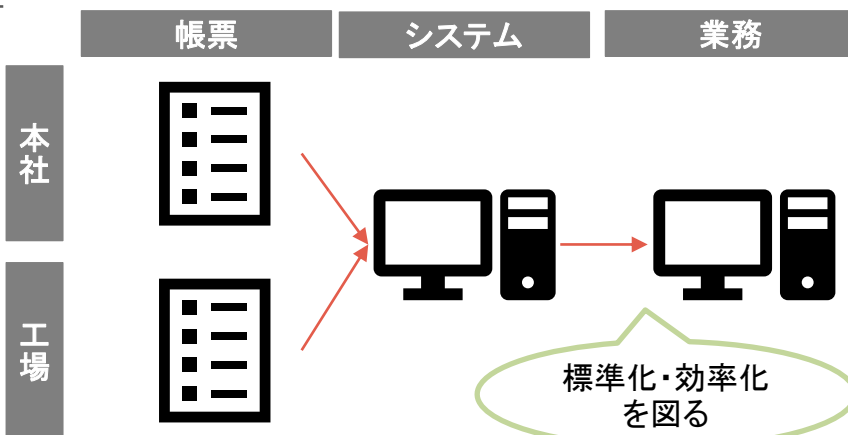 帳票
システム
業務
本社
工場
標準化・効率化
を図る